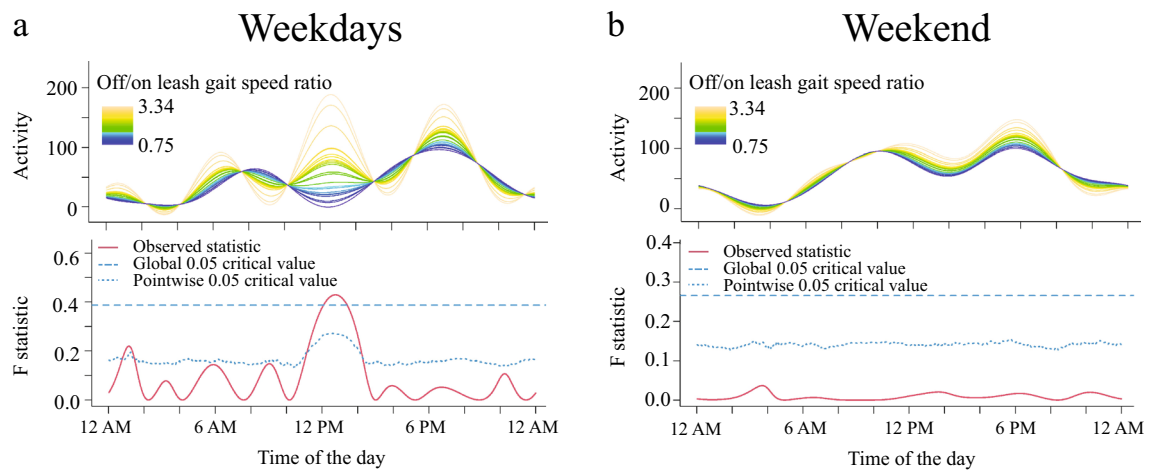 a
Weekdays
Off/on leash gait speed ratio
3.34
0.75
Activity
200
100
0
Observed statistic
Global 0.05 critical value
Pointwise 0.05 critical value
F statistic
0.6
0.4
0.2
0.0
12 AM
6 AM
12 PM
6 PM
12 AM
Time of the day
b
Weekend
Off/on leash gait speed ratio
3.34
0.75
Activity
200
100
0
Observed statistic
Global 0.05 critical value
Pointwise 0.05 critical value
F statistic
0.4
0.3
0.2
0.1
0.0
12 AM
6 AM
12 PM
6 PM
12 AM
Time of the day